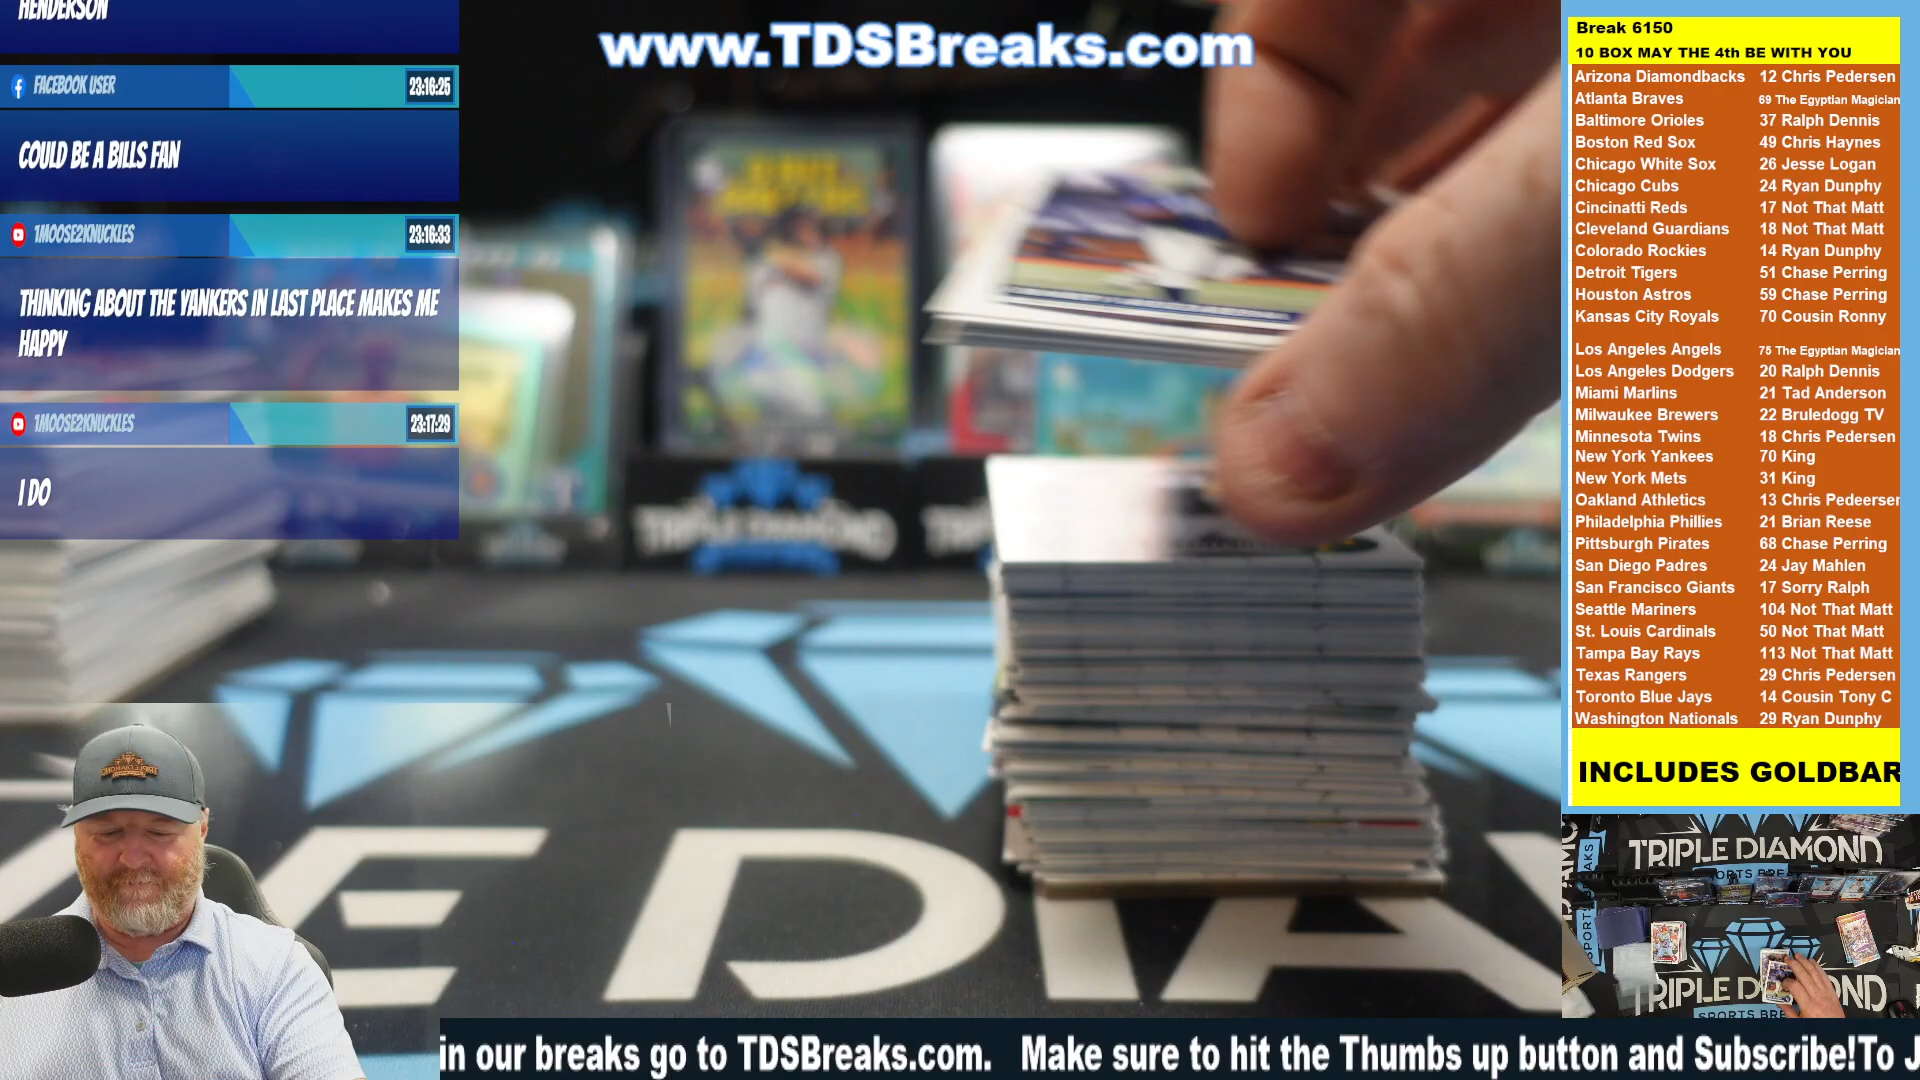 HENDERSON
FACEBOOK USER
23:16:25
COULD BE A BILLS FAN
1MOOSE2KNUCKLES
23:16:33
THINKING ABOUT THE YANKERS IN LAST PLACE MAKES ME
HAPPY
1MOOSE2KNUCKLES
23:17:29
I DO
www.TDSBreaks.com
TRIPLE DIAMOND
E DIA
Break 6150
10 BOX MAY THE 4th BE WITH YOU
Arizona Diamondbacks 12 Chris Pedersen
Atlanta Braves 69 The Egyptian Magician
Baltimore Orioles 37 Ralph Dennis
Boston Red Sox 49 Chris Haynes
Chicago White Sox 26 Jesse Logan
Chicago Cubs 24 Ryan Dunphy
Cincinatti Reds 17 Not That Matt
Cleveland Guardians 18 Not That Matt
Colorado Rockies 14 Ryan Dunphy
Detroit Tigers 51 Chase Perring
Houston Astros 59 Chase Perring
Kansas City Royals 70 Cousin Ronny
Los Angeles Angels 75 The Egyptian Magician
Los Angeles Dodgers 20 Ralph Dennis
Miami Marlins 21 Tad Anderson
Milwaukee Brewers 22 Bruledogg TV
Minnesota Twins 18 Chris Pedersen
New York Yankees 70 King
New York Mets 31 King
Oakland Athletics 13 Chris Pedeerser
Philadelphia Phillies 21 Brian Reese
Pittsburgh Pirates 68 Chase Perring
San Diego Padres 24 Jay Mahlen
San Francisco Giants 17 Sorry Ralph
Seattle Mariners 104 Not That Matt
St. Louis Cardinals 50 Not That Matt
Tampa Bay Rays 113 Not That Matt
Texas Rangers 29 Chris Pedersen
Toronto Blue Jays 14 Cousin Tony C
Washington Nationals 29 Ryan Dunphy
INCLUDES GOLDBAR
TRIPLE DIAMOND
SPORTS BREAKS
in our breaks go to TDSBreaks.com. Make sure to hit the Thumbs up button and Subscribe!To J